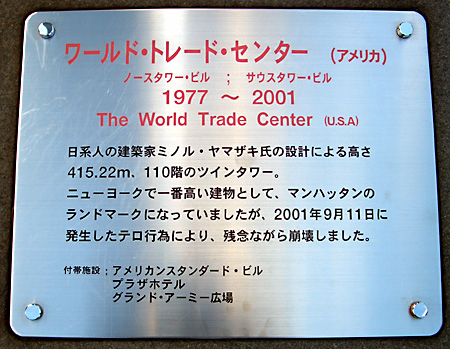 ワールド・トレード・センター (アメリカ)
ノースタワー・ビル ; サウスタワー・ビル
1977 ~ 2001
The World Trade Center (U.S.A)
日系人の建築家ミノル・ヤマザキ氏の設計による高さ
415.22m、110階のツインタワー。
ニューヨークで一番高い建物として、マンハッタンの
ランドマークになっていましたが、2001年9月11日に
発生したテロ行為により、残念ながら崩壊しました。
付帯施設 ; アメリカンスタンダード・ビル
プラザホテル
グランド・アーミー広場